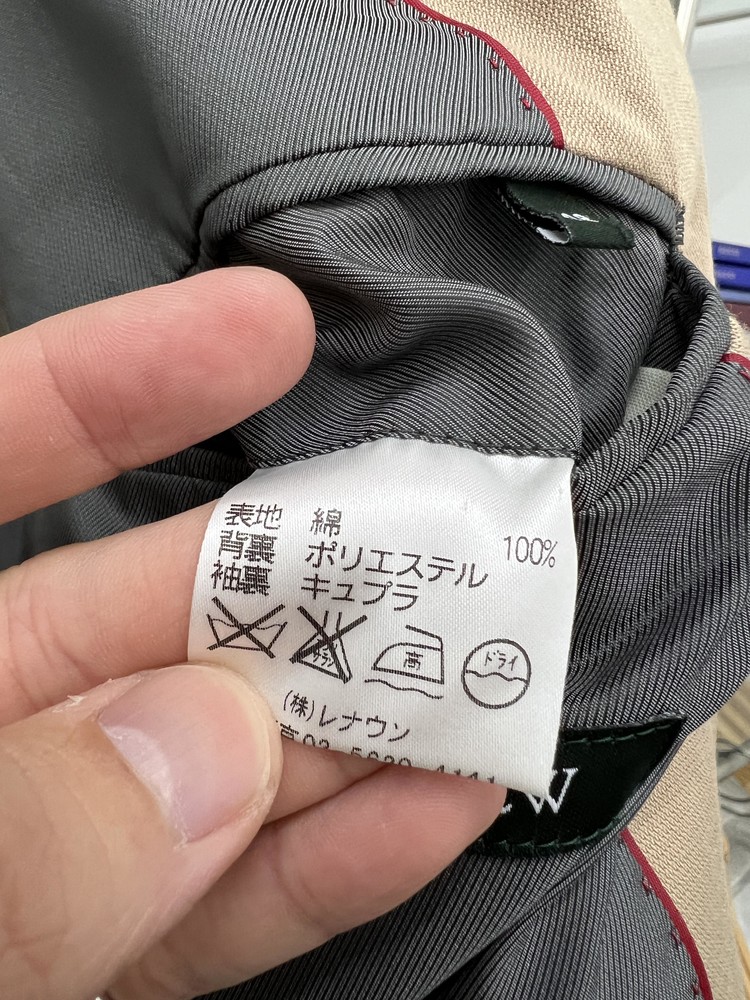 表地 綿 100%
背裏 ポリエステル
袖裏 キュプラ
高 ドライ
(株)レナウン
W